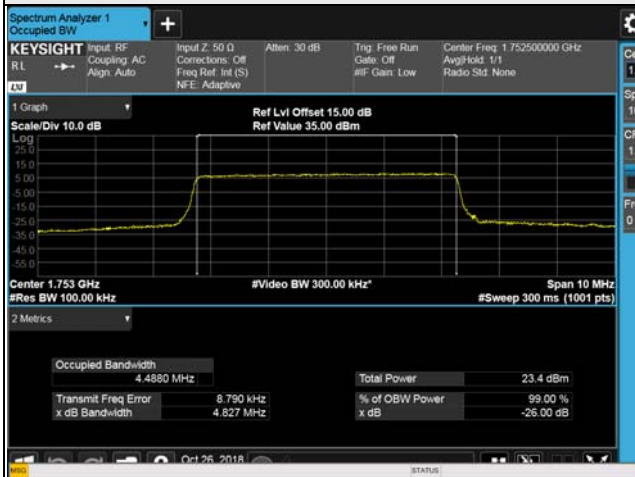 Spectrum Analyzer 1
Occupied BW
KEYSIGHT Input: RF Input Z: 50 Ω Atten: 30 dB Trig: Free Run Center Freq: 1.752500000 GHz
RL Coupling: AC Corrections: Off Gate: Off Avg|Hold: 1/1
Align: Auto Freq Ref: Int (S) #IF Gain: Low Radio Std: None
LXI NFE: Adaptive
1 Graph
Ref Lvl Offset 15.00 dB
Scale/Div 10.0 dB Ref Value 35.00 dBm
Log
25.0
15.0
5.00
-5.00
-15.0
-25.0
-35.0
-45.0
-55.0
Center 1.753 GHz #Video BW 300.00 kHz* Span 10 MHz
#Res BW 100.00 kHz #Sweep 300 ms (1001 pts)
2 Metrics
Occupied Bandwidth
4.4880 MHz Total Power 23.4 dBm
Transmit Freq Error 8.790 kHz % of OBW Power 99.00 %
x dB Bandwidth 4.827 MHz x dB -26.00 dB
Oct 26, 2018
MSG STATUS